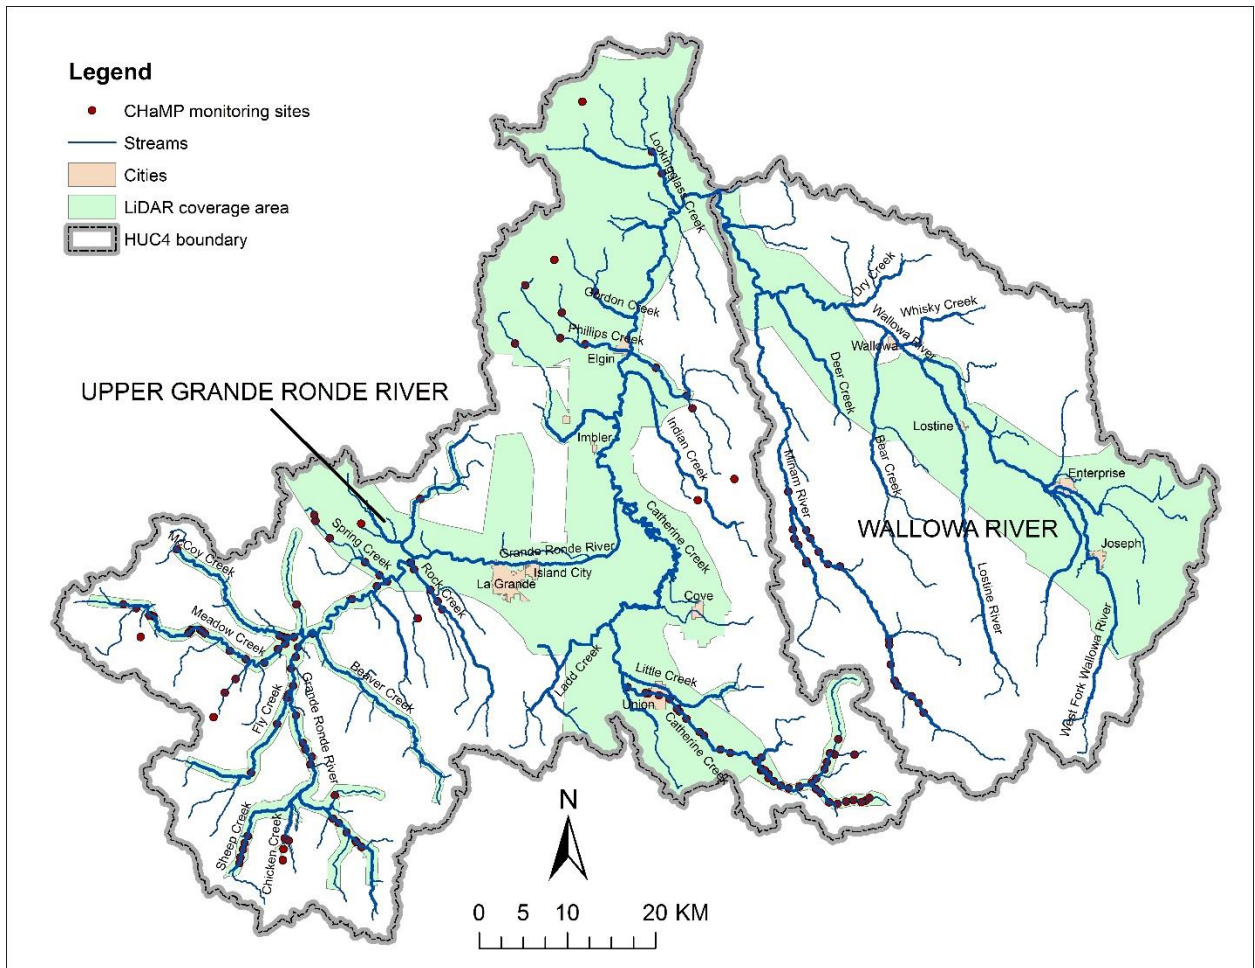 Legend
CHaMP monitoring sites
Streams
Cities
LiDAR coverage area
HUC4 boundary
Lookingglass Creek
Gordon Creek
Phillips Creek
Elgin
Dry Creek
Whisky Creek
Wallowa River
Wallowa
Deer Creek
UPPER GRANDE RONDE RIVER
Imbler
Indian Creek
Lostine
Minam River
Bear Creek
Enterprise
WALLOWA RIVER
Joseph
Catherine Creek
McCoy Creek
Spring Creek
Grande Ronde River
Island City
La Grande
Rock Creek
Cove
Lostine River
Meadow Creek
Beaver Creek
Ladd Creek
Little Creek
Union
Catherine Creek
West Fork Wallowa River
Fly Creek
Grande Ronde River
Sheep Creek
Chicken Creek
N
0 5 10 20 KM